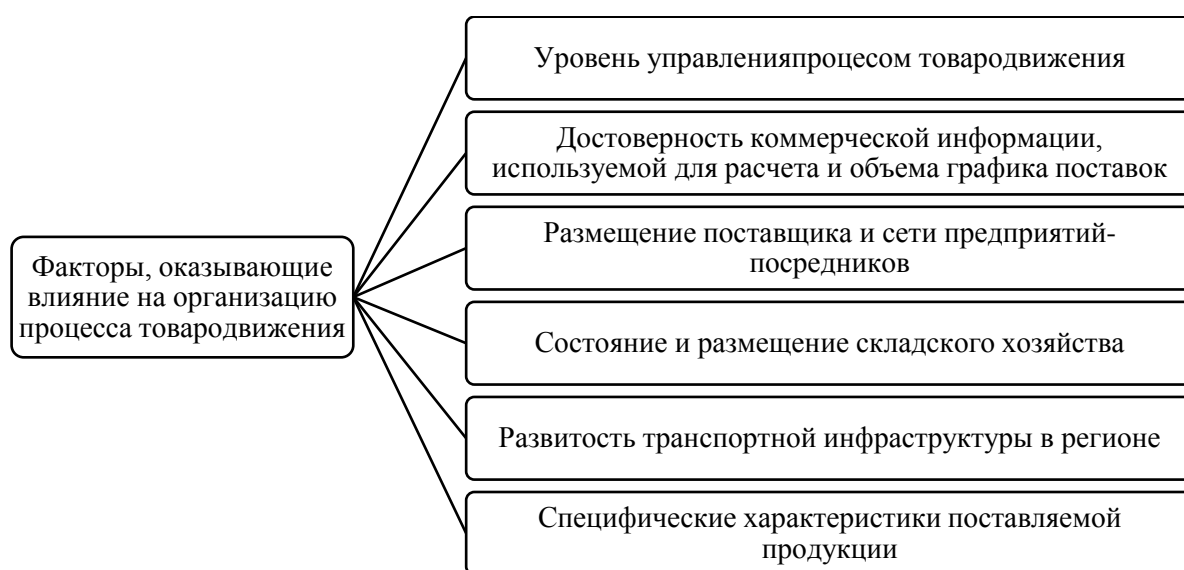 Факторы, оказывающие
влияние на организацию
процесса товародвижения
Уровень управленияпроцесом товародвижения
Достоверность коммерческой информации,
используемой для расчета и объема графика поставок
Размещение поставщика и сети предприятий-
посредников
Состояние и размещение складского хозяйства
Развитость транспортной инфраструктуры в регионе
Специфические характеристики поставляемой
продукции